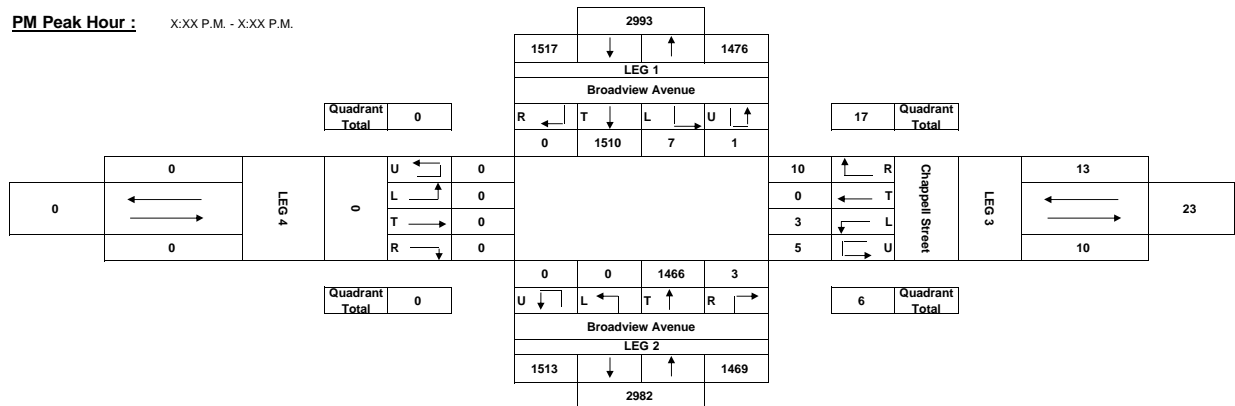 PM Peak Hour : X:XX P.M. - X:XX P.M.
2993
1517 1476
LEG 1
Broadview Avenue
Quadrant Total 0
R T L U
17 Quadrant Total
0 1510 7 1
0 U 0 10 R 13
0 LEG 4 0 L 0 0 T Chappell Street LEG 3 23
T 0 3 L
0 R 0 5 U 10
0 0 1466 3
Quadrant Total 0
U L T R
6 Quadrant Total
Broadview Avenue
LEG 2
1513 1469
2982